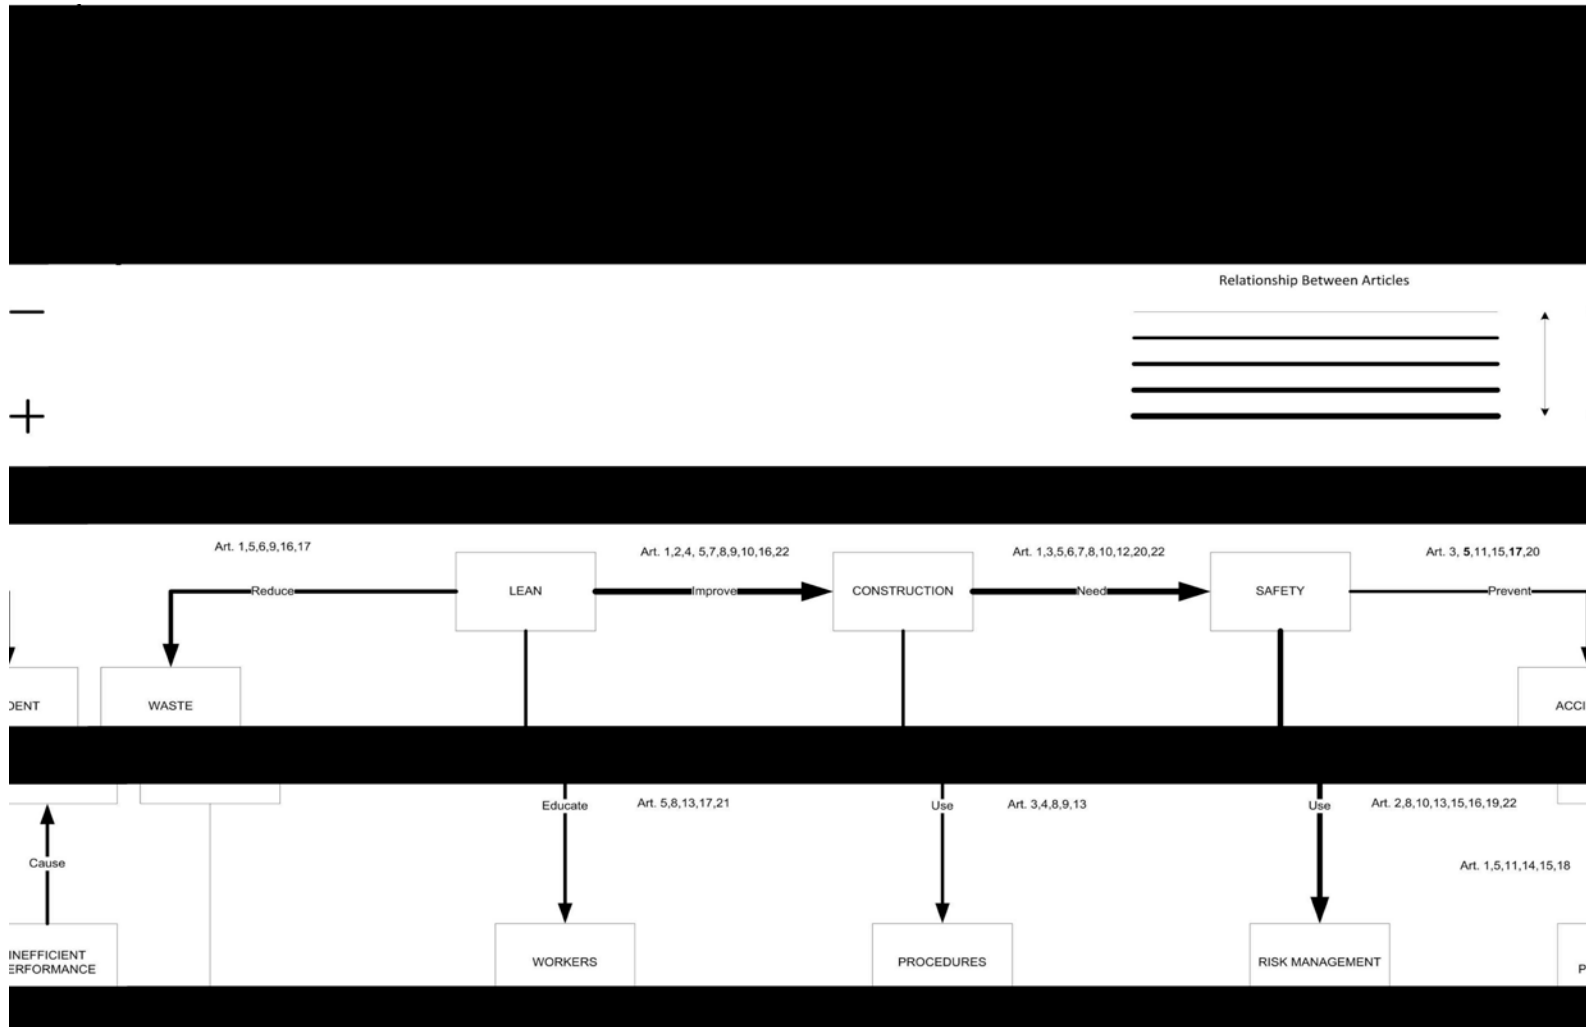 Relationship Between Articles
Art. 1,5,6,9,16,17
Art. 1,2,4, 5,7,8,9,10,16,22
Art. 1,3,5,6,7,8,10,12,20,22
Art. 3, 5,11,15,17,20
Reduce
LEAN
Improve
CONSTRUCTION
Need
SAFETY
Prevent
DENT
WASTE
ACCI
Educate
Art. 5,8,13,17,21
Use
Art. 3,4,8,9,13
Use
Art. 2,8,10,13,15,16,19,22
Cause
Art. 1,5,11,14,15,18
INEFFICIENT
ERFORMANCE
WORKERS
PROCEDURES
RISK MANAGEMENT
P